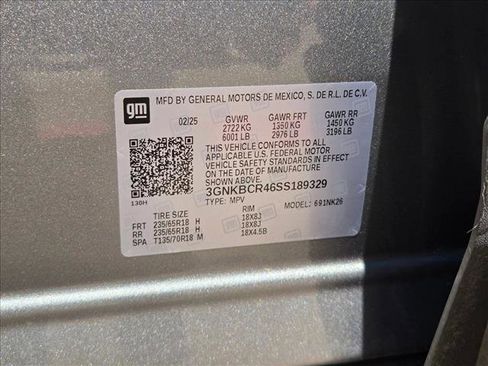 gm
MFD BY GENERAL MOTORS DE MEXICO, S. DE R.L. DE C.V.
02/25 GVWR GAWR FRT GAWR RR
2722 KG 1350 KG 1450 KG
6001 LB 2976 LB 3196 LB
THIS VEHICLE CONFORMS TO ALL
APPLICABLE U.S. FEDERAL MOTOR
VEHICLE SAFETY STANDARDS IN EFFECT
ON THE DATE OF MANUFACTURE
SHOWN ABOVE.
3GNKBCR46SS189329
130H TYPE: MPV MODEL: 691NK26
TIRE SIZE RIM
FRT 235/65R18 H 18X8J
RR 235/65R18 H 18X8J
SPA T135/70R18 M 18X4.5B